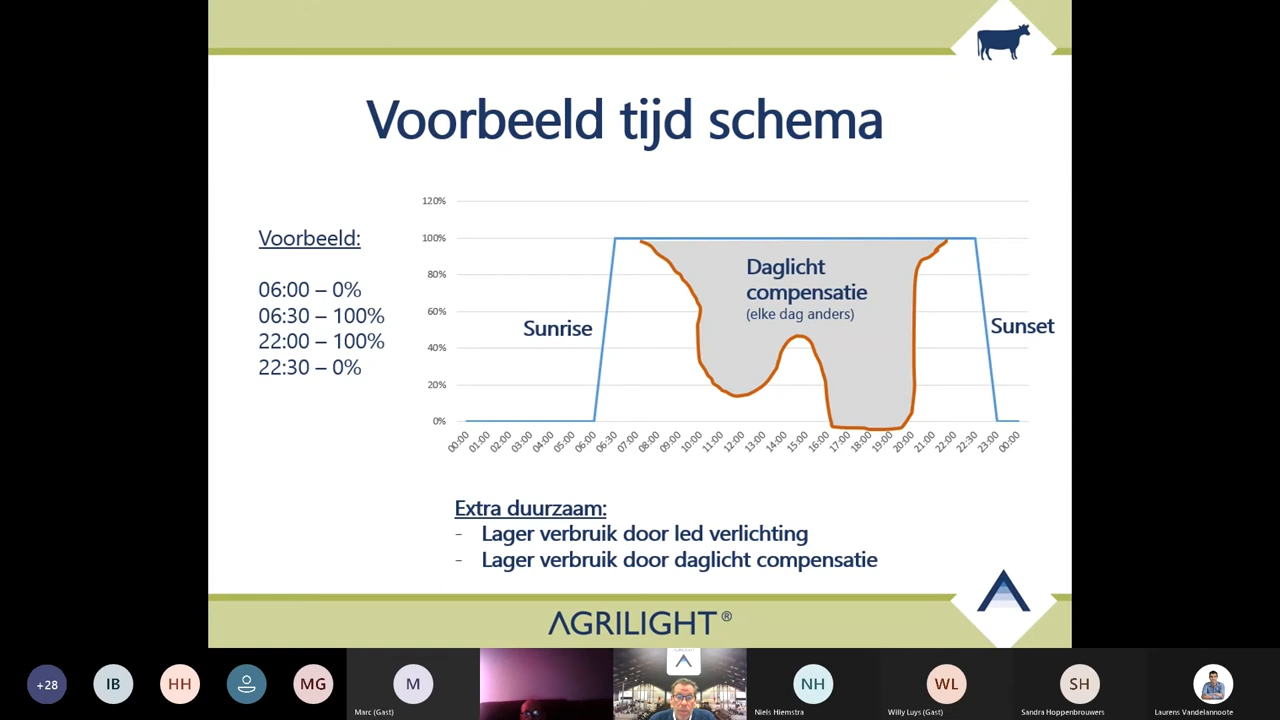 Voorbeeld tijd schema
Voorbeeld:
06:00 – 0%
06:30 – 100%
22:00 – 100%
22:30 – 0%
120%
100%
80%
60%
40%
20%
0%
Sunrise
Daglicht
compensatie
(elke dag anders)
Sunset
00:00 01:00 02:00 03:00 04:00 05:00 06:00 06:30 07:00 08:00 09:00 10:00 11:00 12:00 13:00 14:00 15:00 16:00 17:00 18:00 19:00 20:00 21:00 22:00 22:30 23:00 00:00
Extra duurzaam:
- Lager verbruik door led verlichting
- Lager verbruik door daglicht compensatie
AGRILIGHT®
+28
IB
HH
MG
M
Marc (Gast)
NH
Niels Hiemstra
WL
Willy Luys (Gast)
SH
Sandra Hoppenbrouwers
Laurens Vandelannoote